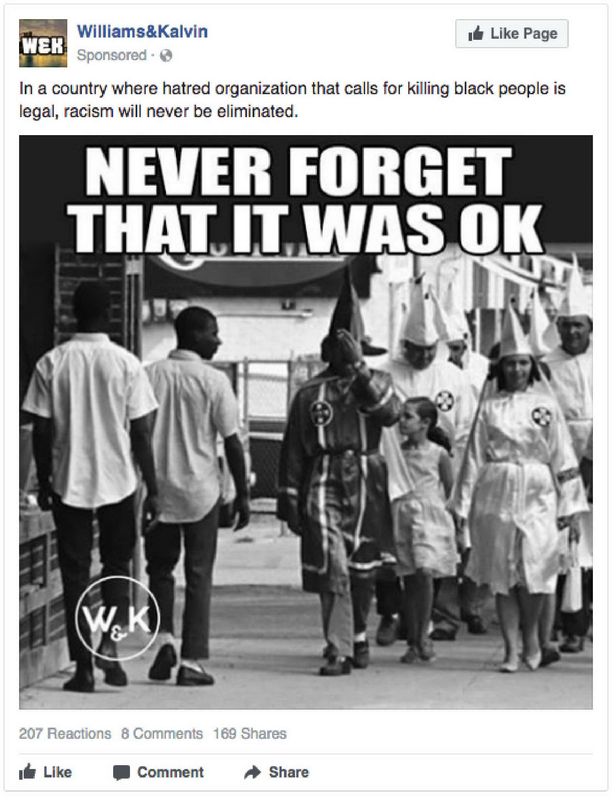 W&K
Williams&Kalvin
Like Page
Sponsored ·
In a country where hatred organization that calls for killing black people is
legal, racism will never be eliminated.
NEVER FORGET
THAT IT WAS OK
W&K
207 Reactions 8 Comments 169 Shares
Like Comment Share